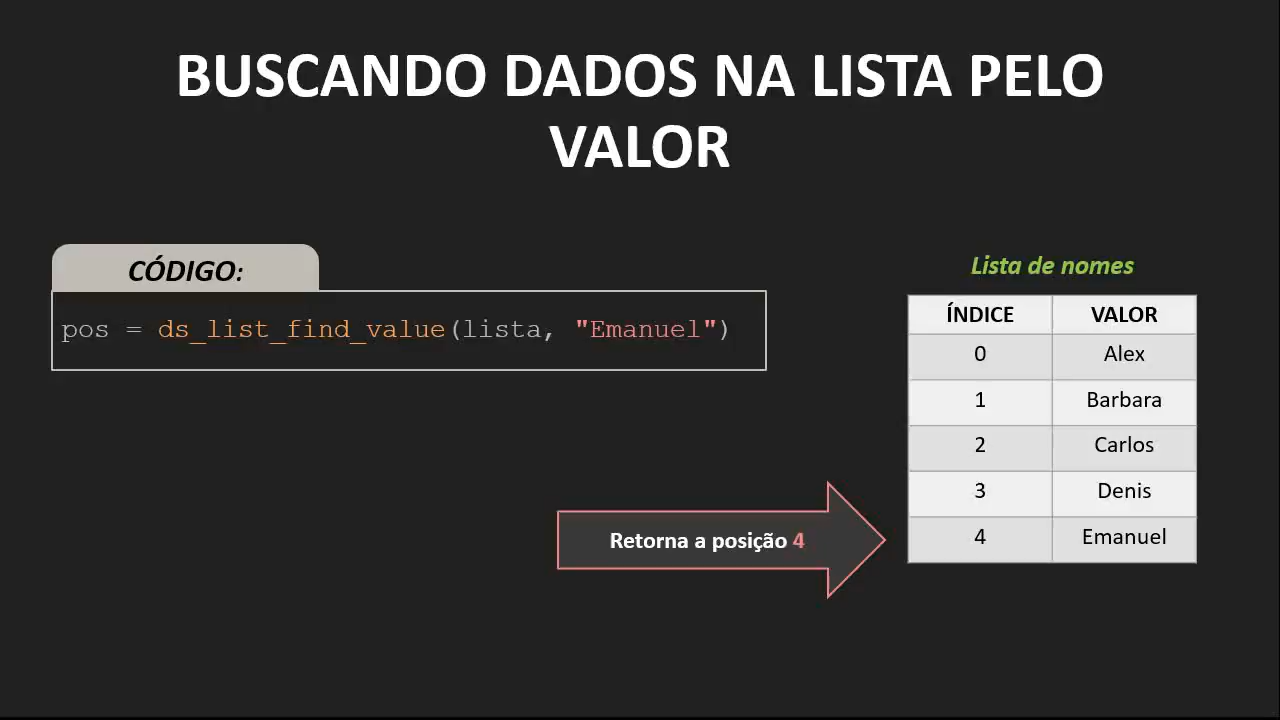 BUSCANDO DADOS NA LISTA PELO
VALOR
CÓDIGO:
pos = ds_list_find_value(lista, "Emanuel")
Lista de nomes
ÍNDICE VALOR
0 Alex
1 Barbara
2 Carlos
3 Denis
4 Emanuel
Retorna a posição 4